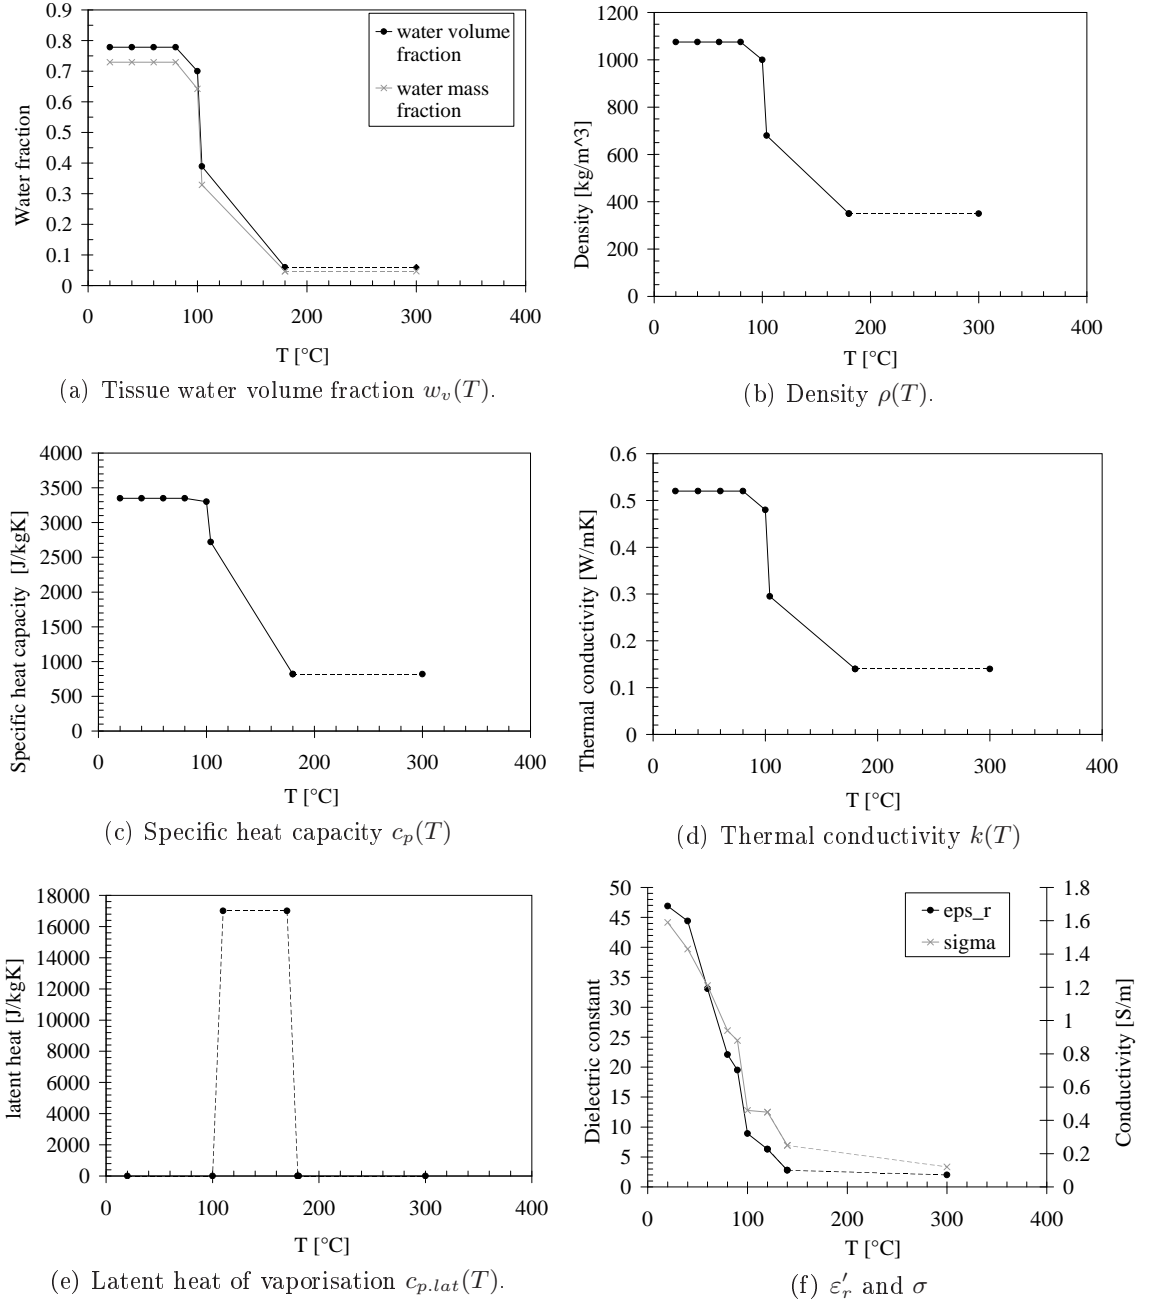 0.9
0.8
0.7
0.6
0.5
0.4
0.3
0.2
0.1
0
Water fraction
water volume
fraction
water mass
fraction
0 100 200 300 400
T [°C]
(a) Tissue water volume fraction w_v(T).
1200
1000
800
600
400
200
0
Density [kg/m^3]
0 100 200 300 400
T [°C]
(b) Density ρ(T).
4000
3500
3000
2500
2000
1500
1000
500
0
Specific heat capacity [J/kgK]
0 100 200 300 400
T [°C]
(c) Specific heat capacity c_p(T)
0.6
0.5
0.4
0.3
0.2
0.1
0
Thermal conductivity [W/mK]
0 100 200 300 400
T [°C]
(d) Thermal conductivity k(T)
18000
16000
14000
12000
10000
8000
6000
4000
2000
0
latent heat [J/kgK]
0 100 200 300 400
T [°C]
(e) Latent heat of vaporisation c_{p.lat}(T).
50
45
40
35
30
25
20
15
10
5
0
Dielectric constant
eps_r
sigma
1.8
1.6
1.4
1.2
1
0.8
0.6
0.4
0.2
0
Conductivity [S/m]
0 100 200 300 400
T [°C]
(f) ε′_r and σ